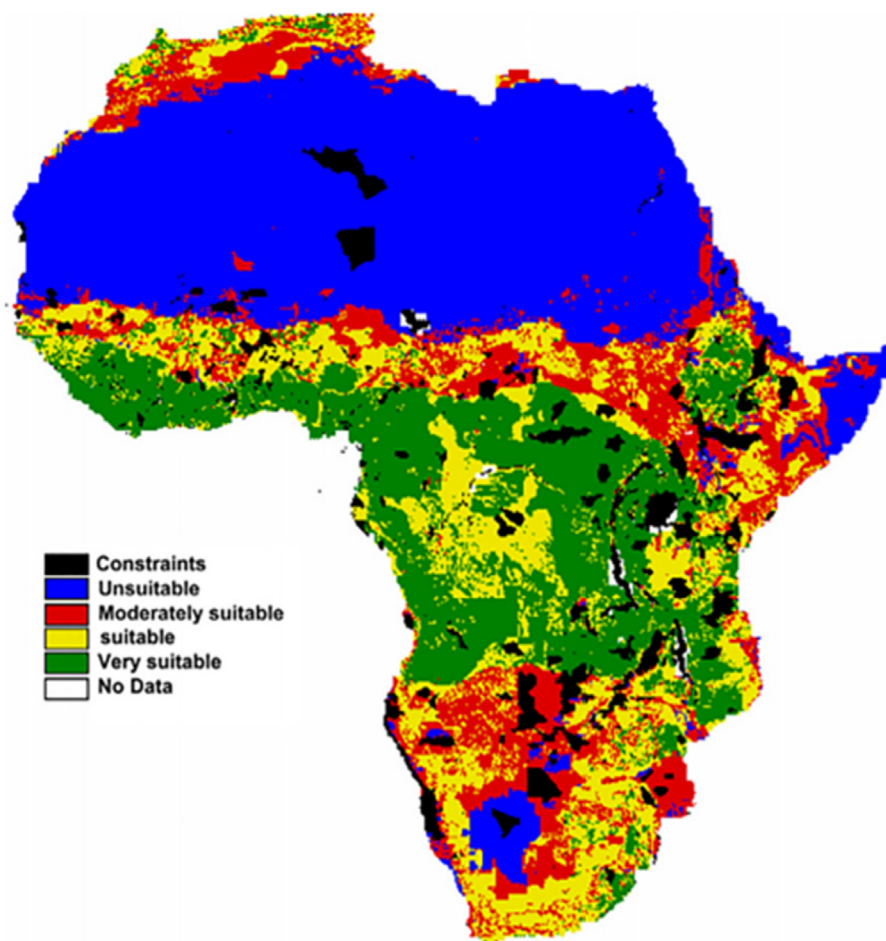 Constraints
Unsuitable
Moderately suitable
suitable
Very suitable
No Data